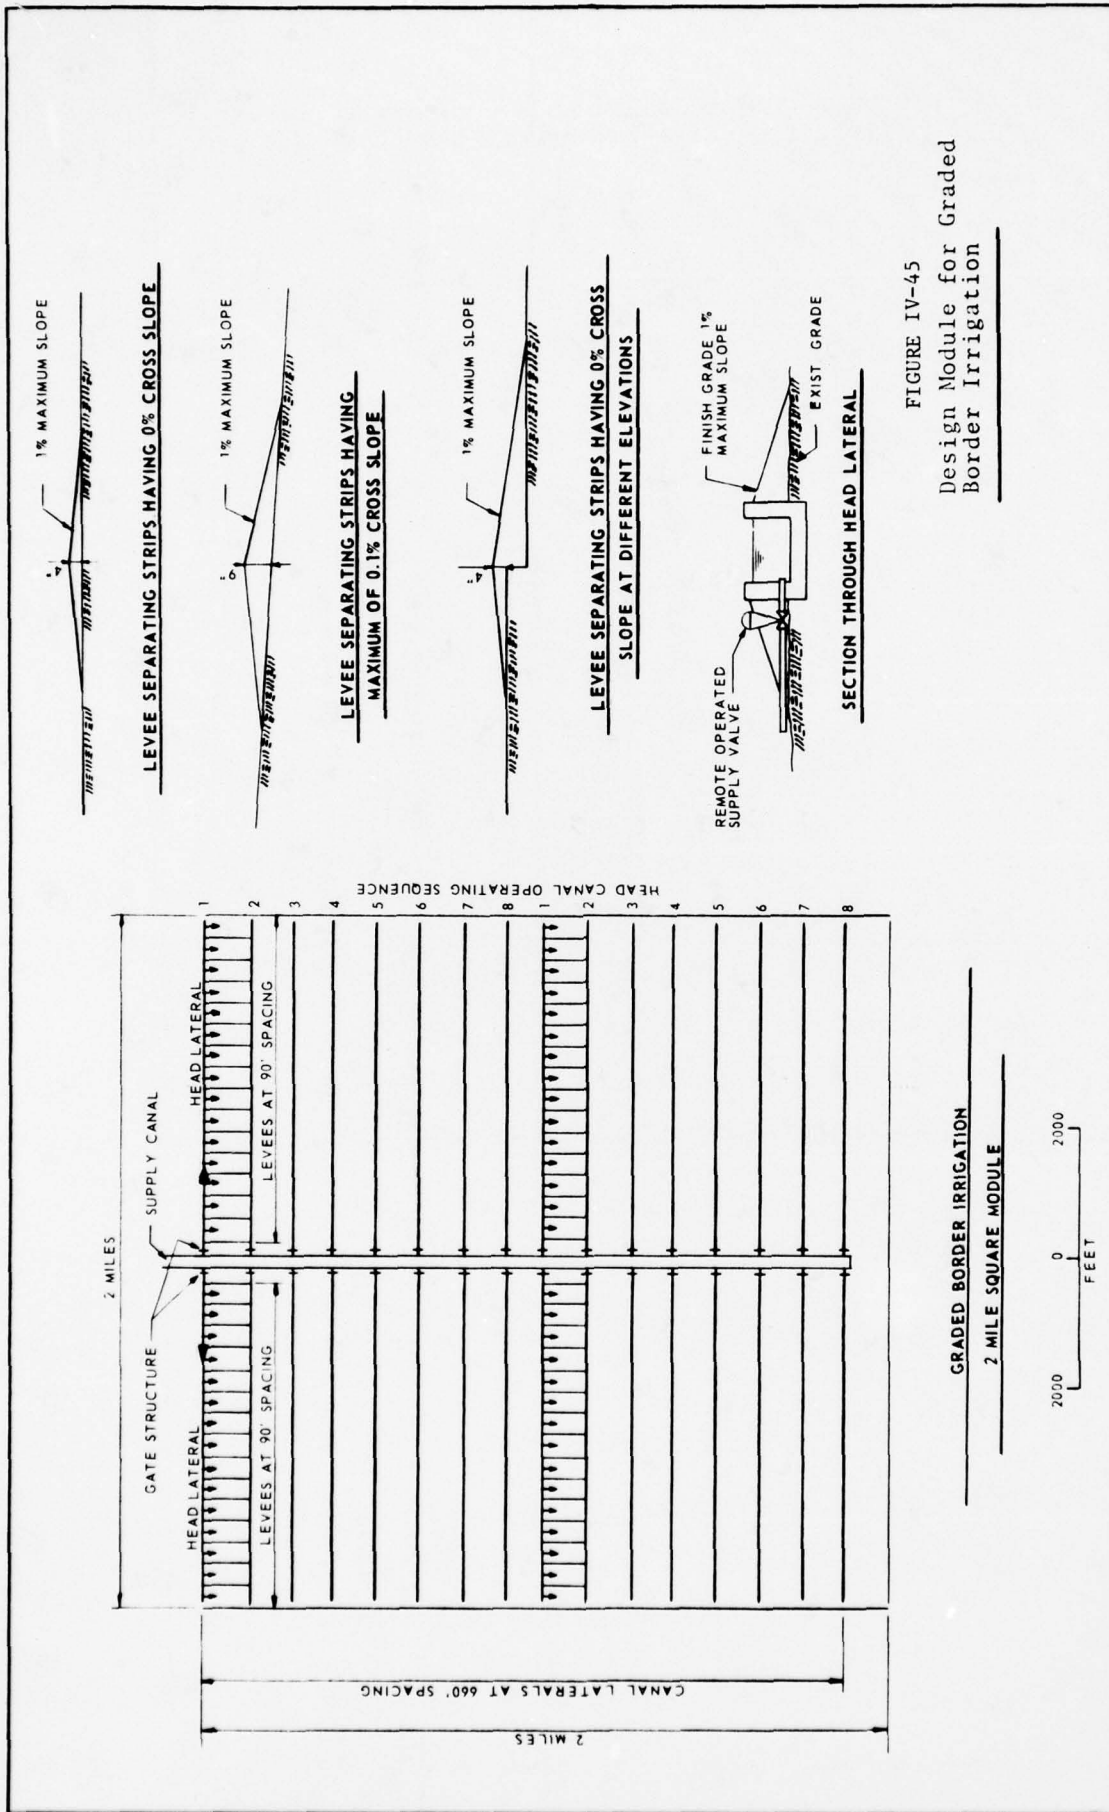 2 MILES
GATE STRUCTURE
SUPPLY CANAL
HEAD LATERAL
HEAD LATERAL
LEVEES AT 90' SPACING
LEVEES AT 90' SPACING
CANAL LATERALS AT 660' SPACING
2 MILES
HEAD CANAL OPERATING SEQUENCE
1
2
3
4
5
6
7
8
1
2
3
4
5
6
7
8
GRADED BORDER IRRIGATION
2 MILE SQUARE MODULE
2000
0
2000
FEET
4"
1% MAXIMUM SLOPE
LEVEE SEPARATING STRIPS HAVING 0% CROSS SLOPE
1% MAXIMUM SLOPE
LEVEE SEPARATING STRIPS HAVING
MAXIMUM OF 0.1% CROSS SLOPE
4"
1% MAXIMUM SLOPE
LEVEE SEPARATING STRIPS HAVING 0% CROSS
SLOPE AT DIFFERENT ELEVATIONS
REMOTE OPERATED
SUPPLY VALVE
FINISH GRADE 1%
MAXIMUM SLOPE
EXIST GRADE
SECTION THROUGH HEAD LATERAL
FIGURE IV-45
Design Module for Graded
Border Irrigation